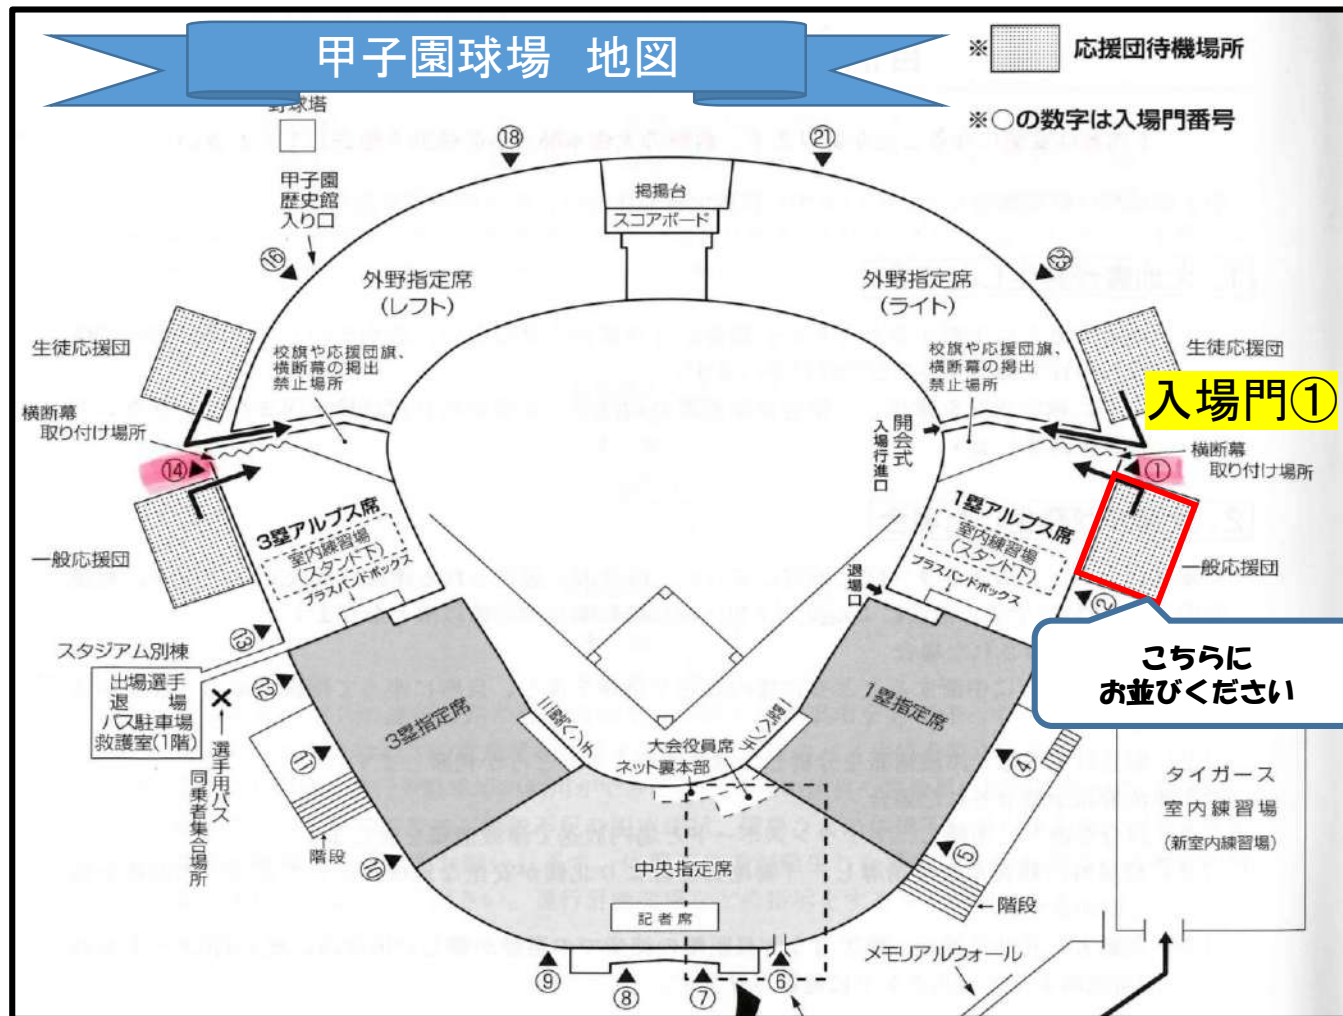 甲子園球場 地図
※ 応援団待機場所
※○の数字は入場門番号
野球塔
甲子園
歴史館
入り口
⑱
㉑
掲揚台
スコアボード
⑯
㉝
外野指定席
(レフト)
外野指定席
(ライト)
生徒応援団
生徒応援団
校旗や応援団旗、
横断幕の掲出
禁止場所
校旗や応援団旗、
横断幕の掲出
禁止場所
入場門①
横断幕
取り付け場所
開会式
入場行進口
横断幕
取り付け場所
⑭
①
3塁アルプス席
室内練習場
(スタンド下)
ブラスバンドボックス
1塁アルプス席
室内練習場
(スタンド下)
ブラスバンドボックス
一般応援団
一般応援団
退場口
②
こちらに
お並びください
⑬
スタジアム別棟
出場選手
退場
バス駐車場
救護室(1階)
⑫
選手用バス
同乗者集合場所
3塁指定席
1塁指定席
三塁ベンチ
一塁ベンチ
大会役員席
ネット裏本部
⑪
④
階段
⑩
⑤
階段
タイガース
室内練習場
(新室内練習場)
中央指定席
記者席
メモリアルウォール
⑨
⑧
⑦
⑥